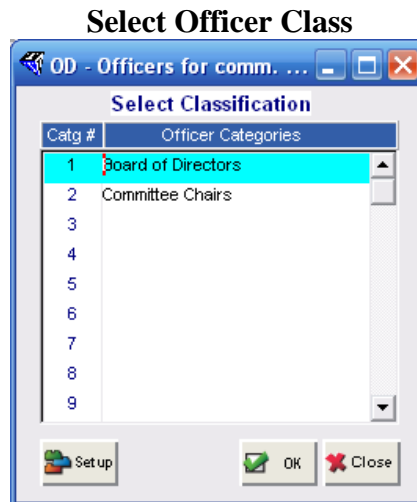 Select Officer Class
OD - Officers for comm. ...
Select Classification
Catg # Officer Categories
1 Board of Directors
2 Committee Chairs
3
4
5
6
7
8
9
Setup OK Close